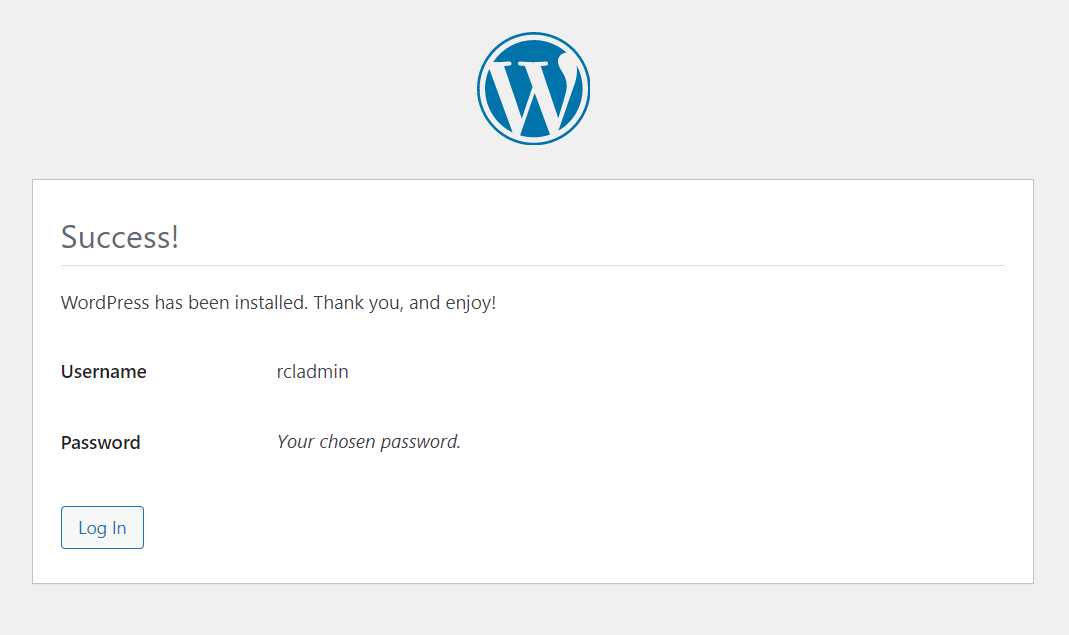 Success!
WordPress has been installed. Thank you, and enjoy!
Username rcladmin
Password Your chosen password.
Log In